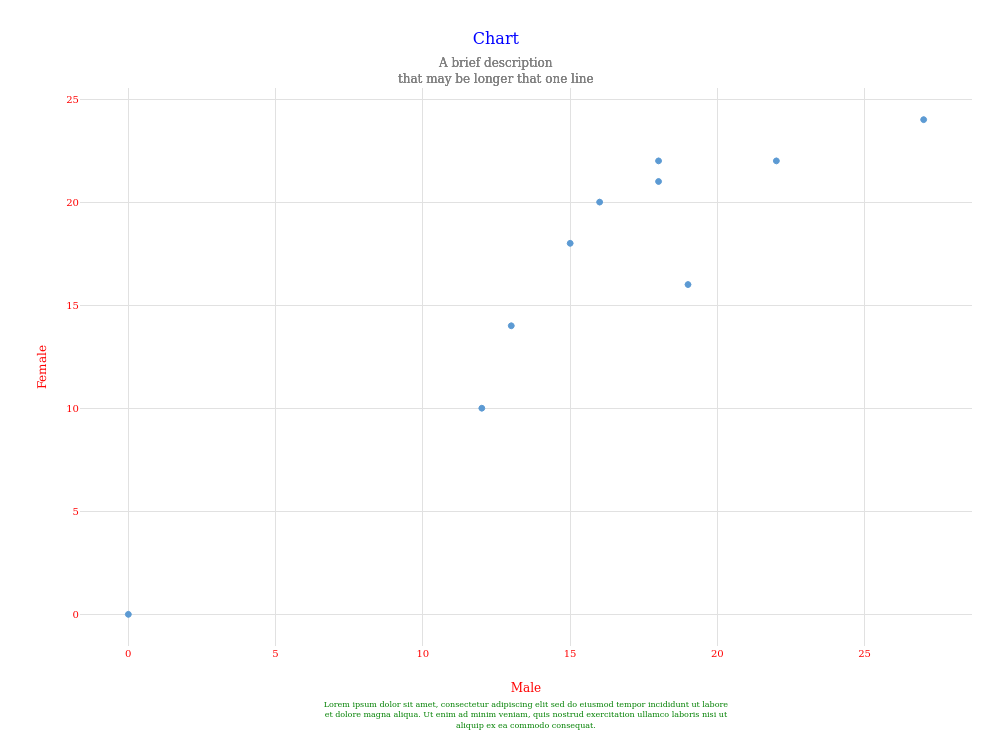 Chart
A brief description
that may be longer that one line
25
20
15
10
5
0
Female
0 5 10 15 20 25
Male
Lorem ipsum dolor sit amet, consectetur adipiscing elit sed do eiusmod tempor incididunt ut labore
et dolore magna aliqua. Ut enim ad minim veniam, quis nostrud exercitation ullamco laboris nisi ut
aliquip ex ea commodo consequat.